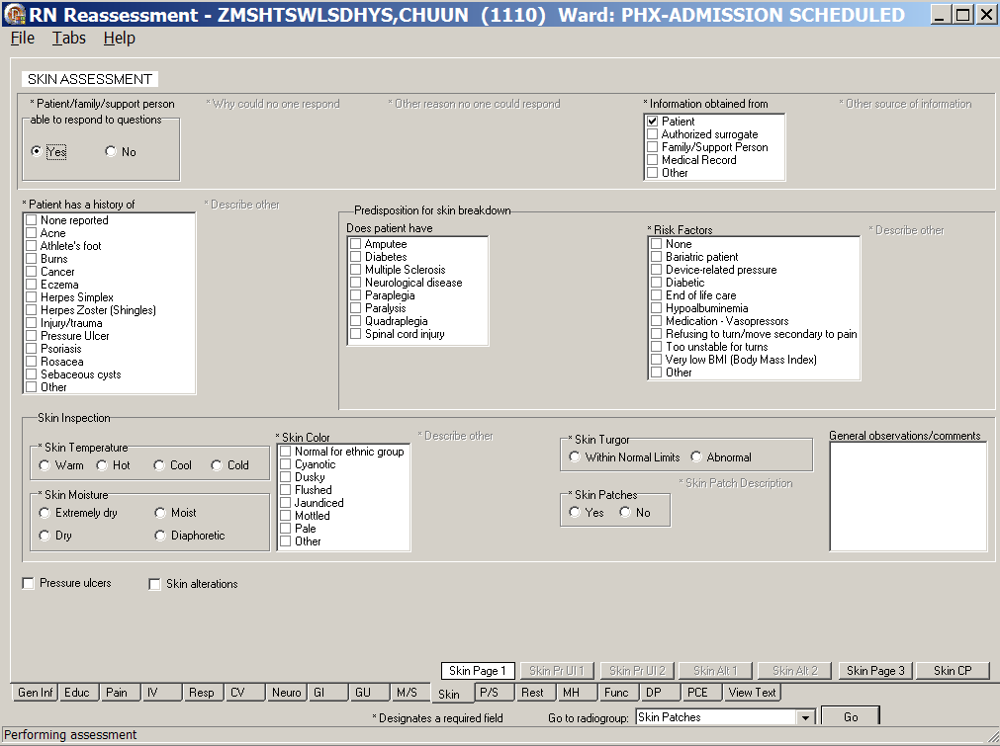 RN Reassessment - ZMSHTSWLSDHYS,CHUUN (1110) Ward: PHX-ADMISSION SCHEDULED
File Tabs Help
SKIN ASSESSMENT
* Patient/family/support person able to respond to questions
Yes No
* Why could no one respond
* Other reason no one could respond
* Information obtained from
Patient
Authorized surrogate
Family/Support Person
Medical Record
Other
* Other source of information
* Patient has a history of
None reported
Acne
Athlete's foot
Burns
Cancer
Eczema
Herpes Simplex
Herpes Zoster (Shingles)
Injury/trauma
Pressure Ulcer
Psoriasis
Rosacea
Sebaceous cysts
Other
* Describe other
Predisposition for skin breakdown
Does patient have
Amputee
Diabetes
Multiple Sclerosis
Neurological disease
Paraplegia
Paralysis
Quadraplegia
Spinal cord injury
* Risk Factors
None
Bariatric patient
Device-related pressure
Diabetic
End of life care
Hypoalbuminemia
Medication - Vasopressors
Refusing to turn/move secondary to pain
Too unstable for turns
Very low BMI (Body Mass Index)
Other
* Describe other
Skin Inspection
* Skin Temperature
Warm Hot Cool Cold
* Skin Moisture
Extremely dry Moist
Dry Diaphoretic
* Skin Color
Normal for ethnic group
Cyanotic
Dusky
Flushed
Jaundiced
Mottled
Pale
Other
* Describe other
* Skin Turgor
Within Normal Limits Abnormal
* Skin Patch Description
* Skin Patches
Yes No
General observations/comments
Pressure ulcers Skin alterations
Skin Page 1 Skin Pr Ul 1 Skin Pr Ul 2 Skin Alt 1 Skin Alt 2 Skin Page 3 Skin CP
Gen Inf Educ Pain IV Resp CV Neuro GI GU M/S Skin P/S Rest MH Func DP PCE View Text
* Designates a required field Go to radiogroup: Skin Patches Go
Performing assessment